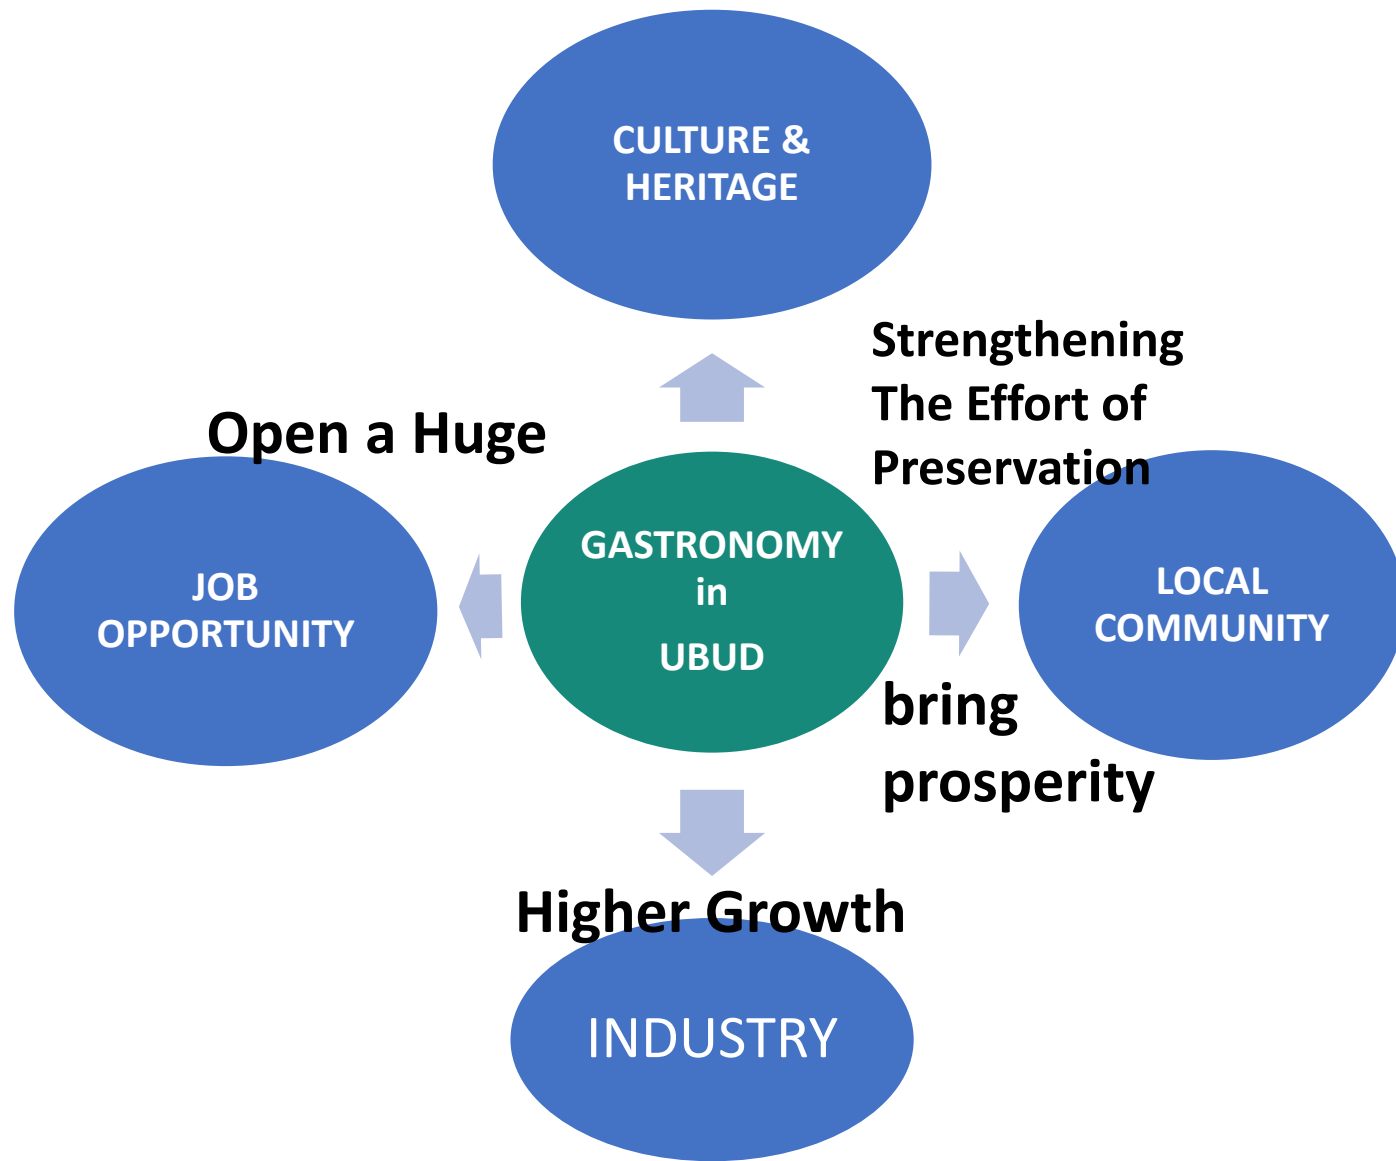 CULTURE &
HERITAGE
Strengthening
The Effort of
Preservation
Open a Huge
JOB
OPPORTUNITY
GASTRONOMY
in
UBUD
LOCAL
COMMUNITY
bring
prosperity
Higher Growth
INDUSTRY